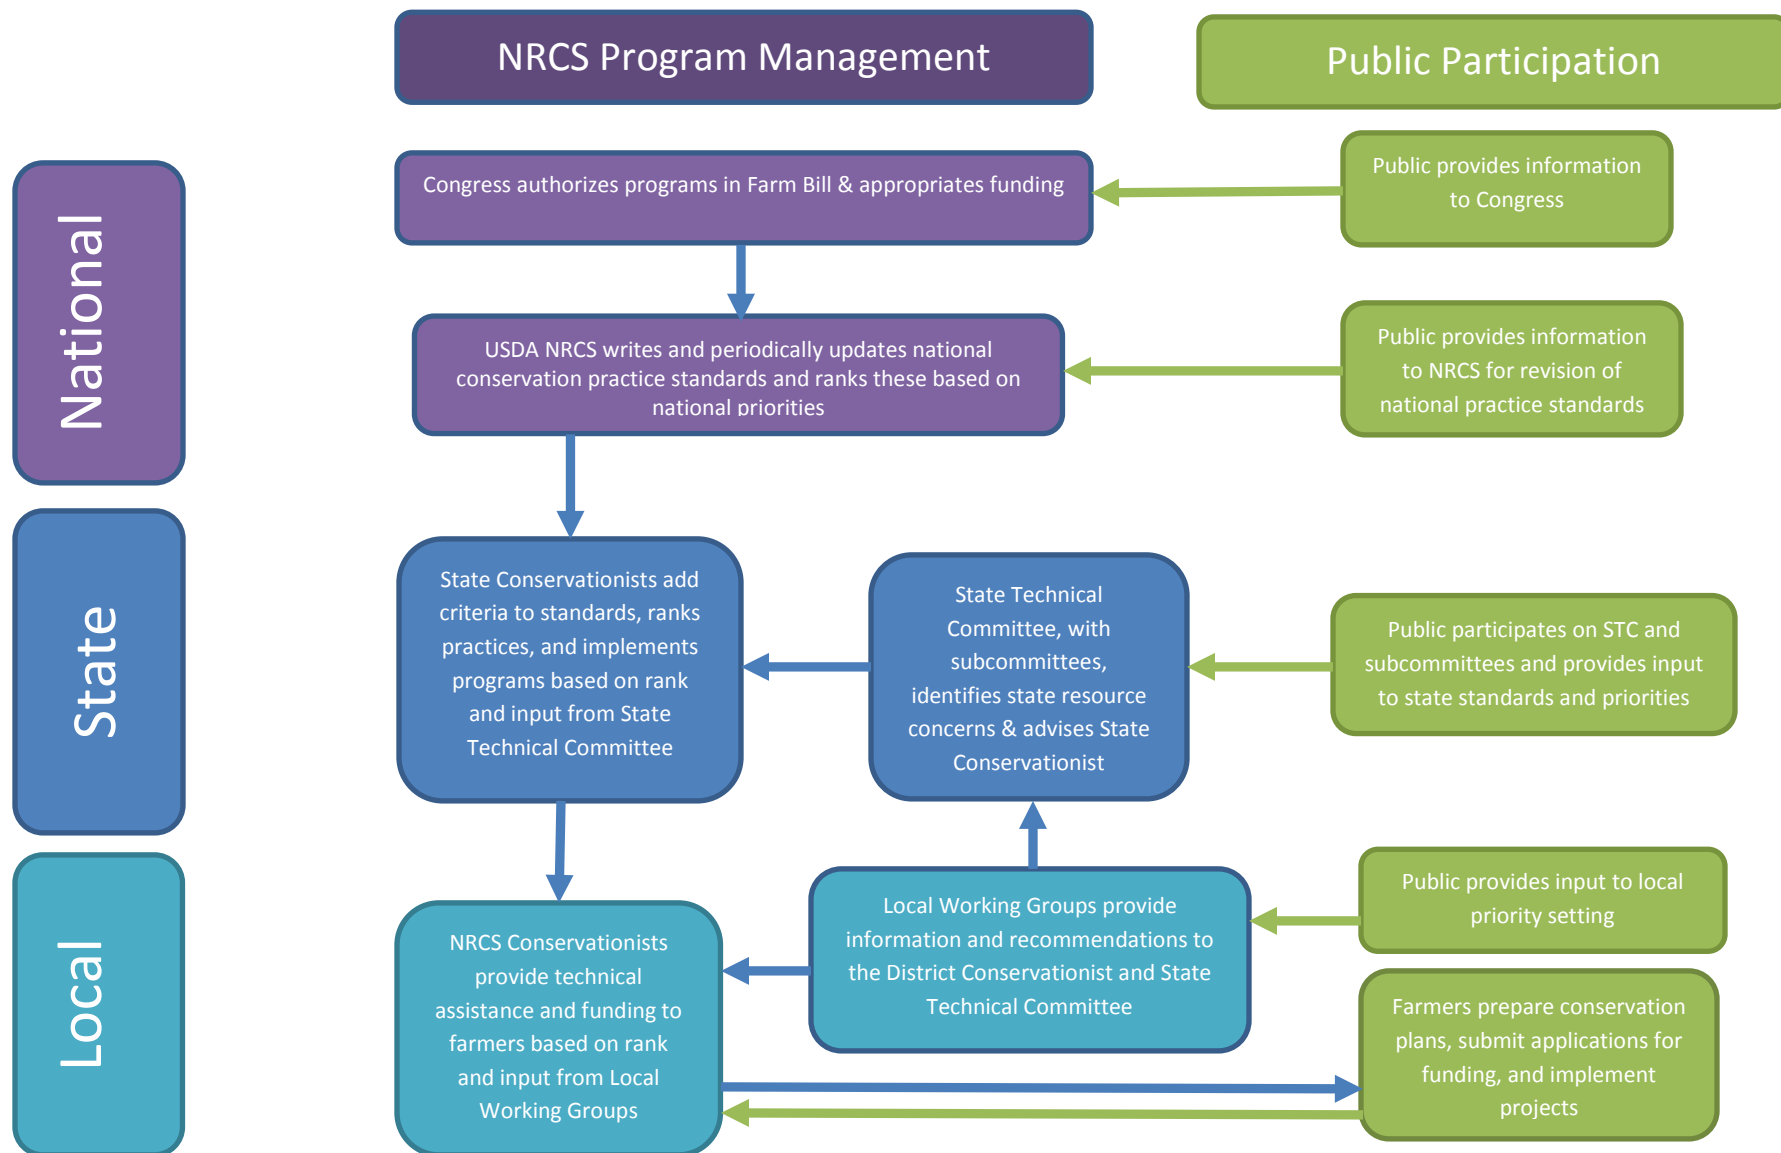 NRCS Program Management
Public Participation
National
Congress authorizes programs in Farm Bill & appropriates funding
Public provides information
to Congress
USDA NRCS writes and periodically updates national
conservation practice standards and ranks these based on
national priorities
Public provides information
to NRCS for revision of
national practice standards
State
State Conservationists add
criteria to standards, ranks
practices, and implements
programs based on rank
and input from State
Technical Committee
State Technical
Committee, with
subcommittees,
identifies state resource
concerns & advises State
Conservationist
Public participates on STC and
subcommittees and provides input
to state standards and priorities
Local
NRCS Conservationists
provide technical
assistance and funding to
farmers based on rank
and input from Local
Working Groups
Local Working Groups provide
information and recommendations to
the District Conservationist and State
Technical Committee
Public provides input to local
priority setting
Farmers prepare conservation
plans, submit applications for
funding, and implement
projects